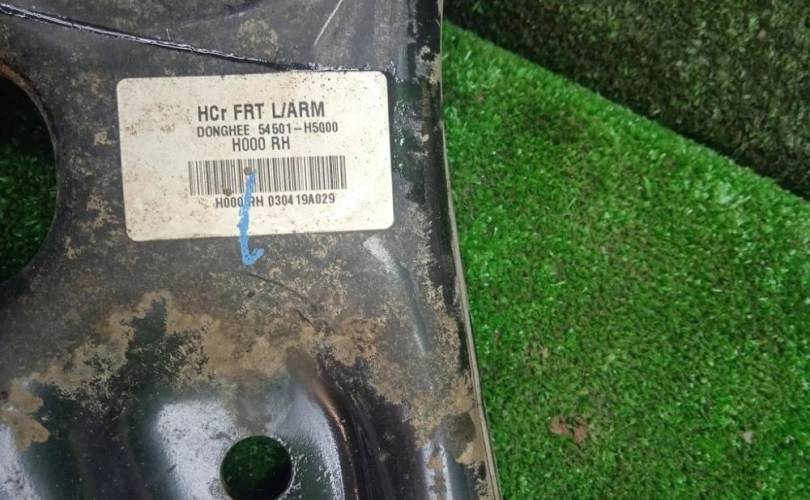 HCr FRT L/ARM
DONGHEE 54501-H5000
H000 RH
H000 RH 030419A029